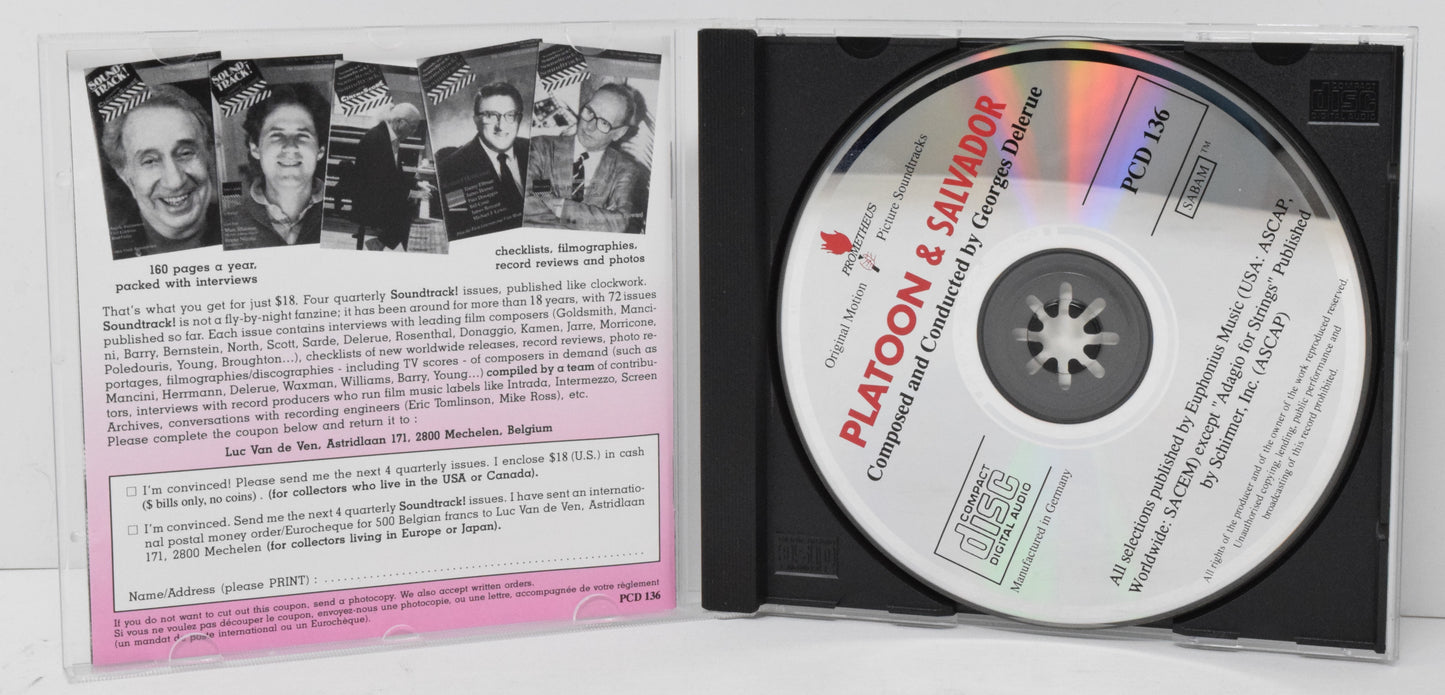 SOUND
TRACK!
160 pages a year,
packed with interviews
checklists, filmographies,
record reviews and photos
That's what you get for just $18. Four quarterly Soundtrack! issues, published like clockwork.
Soundtrack! is not a fly-by-night fanzine; it has been around for more than 18 years, with 72 issues
published so far. Each issue contains interviews with leading film composers (Goldsmith, Manci-
ni, Barry, Bernstein, North, Scott, Sarde, Delerue, Rosenthal, Donaggio, Kamen, Jarre, Morricone,
Poledouris, Young, Broughton...), checklists of new worldwide releases, record reviews, photo re-
portages, filmographies/discographies - including TV scores - of composers in demand (such as
Mancini, Herrmann, Delerue, Waxman, Williams, Barry, Young...) compiled by a team of contribu-
tors, interviews with record producers who run film music labels like Intrada, Intermezzo, Screen
Archives, conversations with recording engineers (Eric Tomlinson, Mike Ross), etc.
Please complete the coupon below and return it to :
Luc Van de Ven, Astridlaan 171, 2800 Mechelen, Belgium
I'm convinced! Please send me the next 4 quarterly issues. I enclose $18 (U.S.) in cash
($ bills only, no coins) . (for collectors who live in the USA or Canada).
I'm convinced. Send me the next 4 quarterly Soundtrack! issues. I have sent an internatio-
nal postal money order/Eurocheque for 500 Belgian francs to Luc Van de Ven, Astridlaan
171, 2800 Mechelen (for collectors living in Europe or Japan).
Name/Address (please PRINT) : ................................................
If you do not want to cut out this coupon, send a photocopy. We also accept written orders.
Si vous ne voulez pas découper le coupon, envoyez-nous une photocopie, ou une lettre, accompagnée de votre règlement
(un mandat de poste international ou un Eurochèque).
PCD 136
PROMETHEUS
Original Motion Picture Soundtracks
PLATOON & SALVADOR
Composed and Conducted by Georges Delerue
PCD 136
SABAM ™
COMPACT
disc
DIGITAL AUDIO
Manufactured in Germany
All selections published by Euphonius Music (USA: ASCAP,
Worldwide: SACEM) except "Adagio for Strings" Published
by Schirmer, Inc. (ASCAP)
All rights of the producer and of the owner of the work reproduced reserved.
Unauthorised copying, lending, public performance and
broadcasting of this record prohibited.
COMPACT
disc
DIGITAL AUDIO